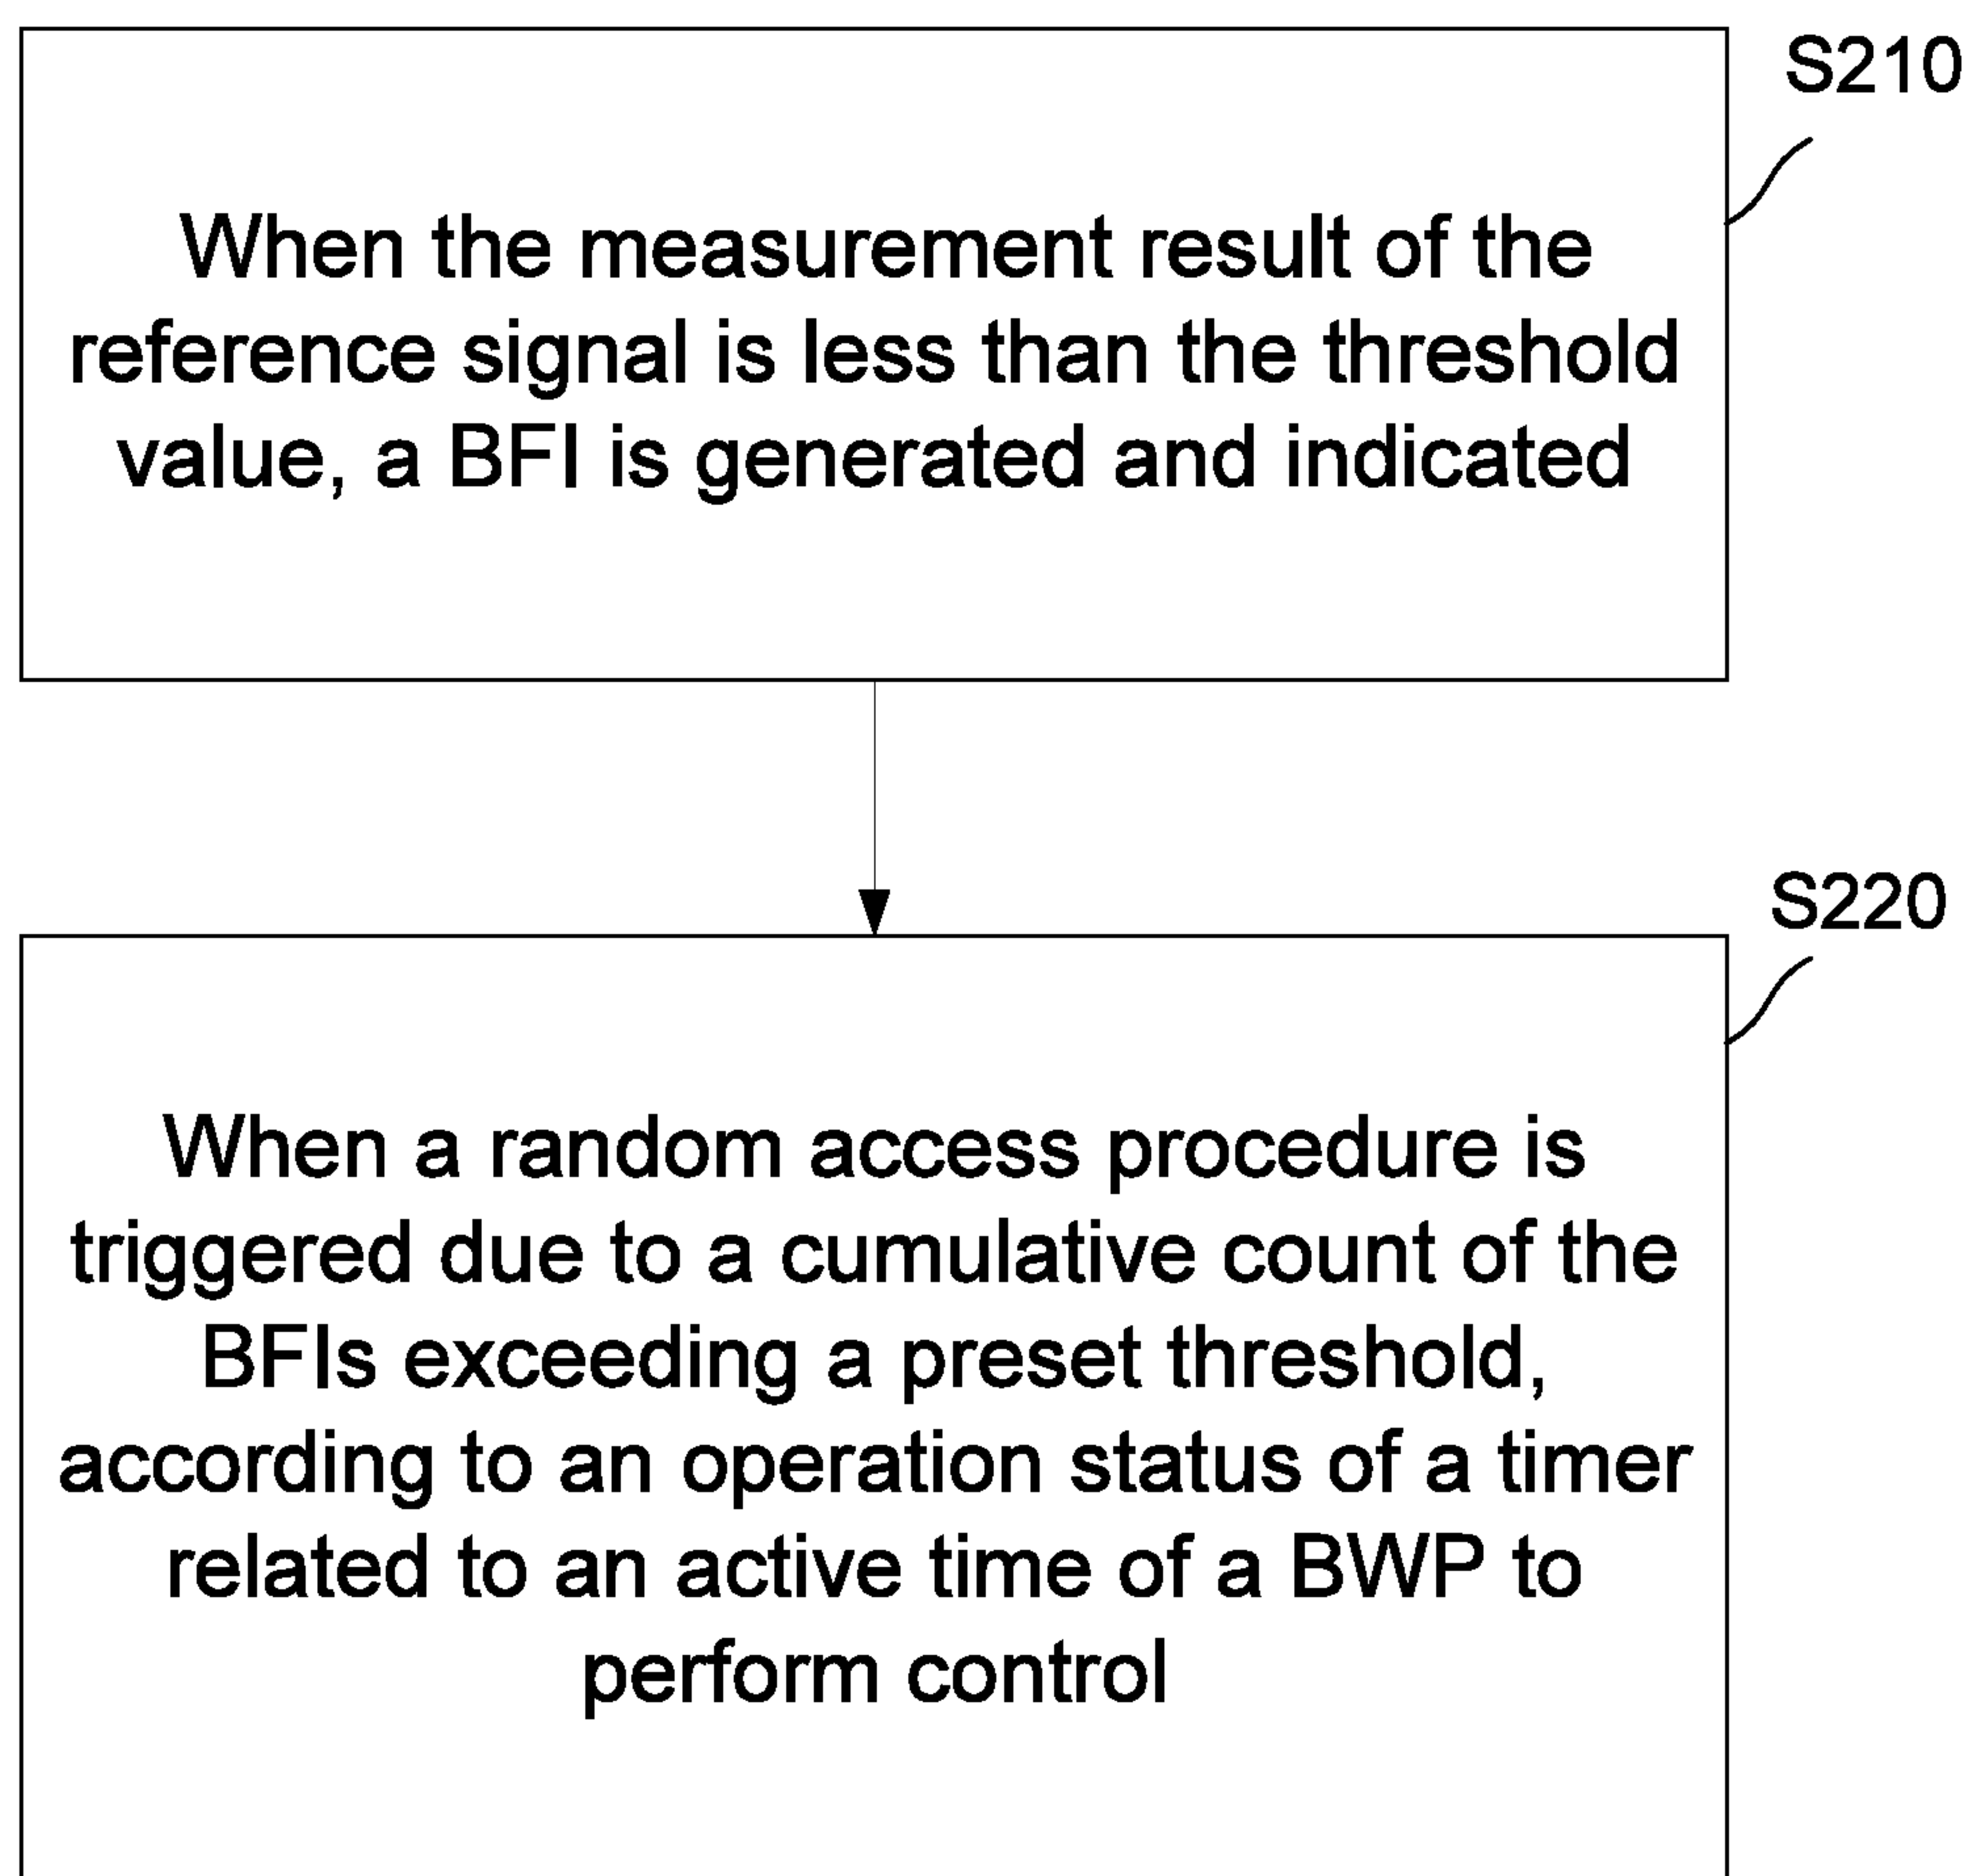 S210
When the measurement result of the
reference signal is less than the threshold
value, a BFI is generated and indicated
S220
When a random access procedure is
triggered due to a cumulative count of the
BFIs exceeding a preset threshold,
according to an operation status of a timer
related to an active time of a BWP to
perform control